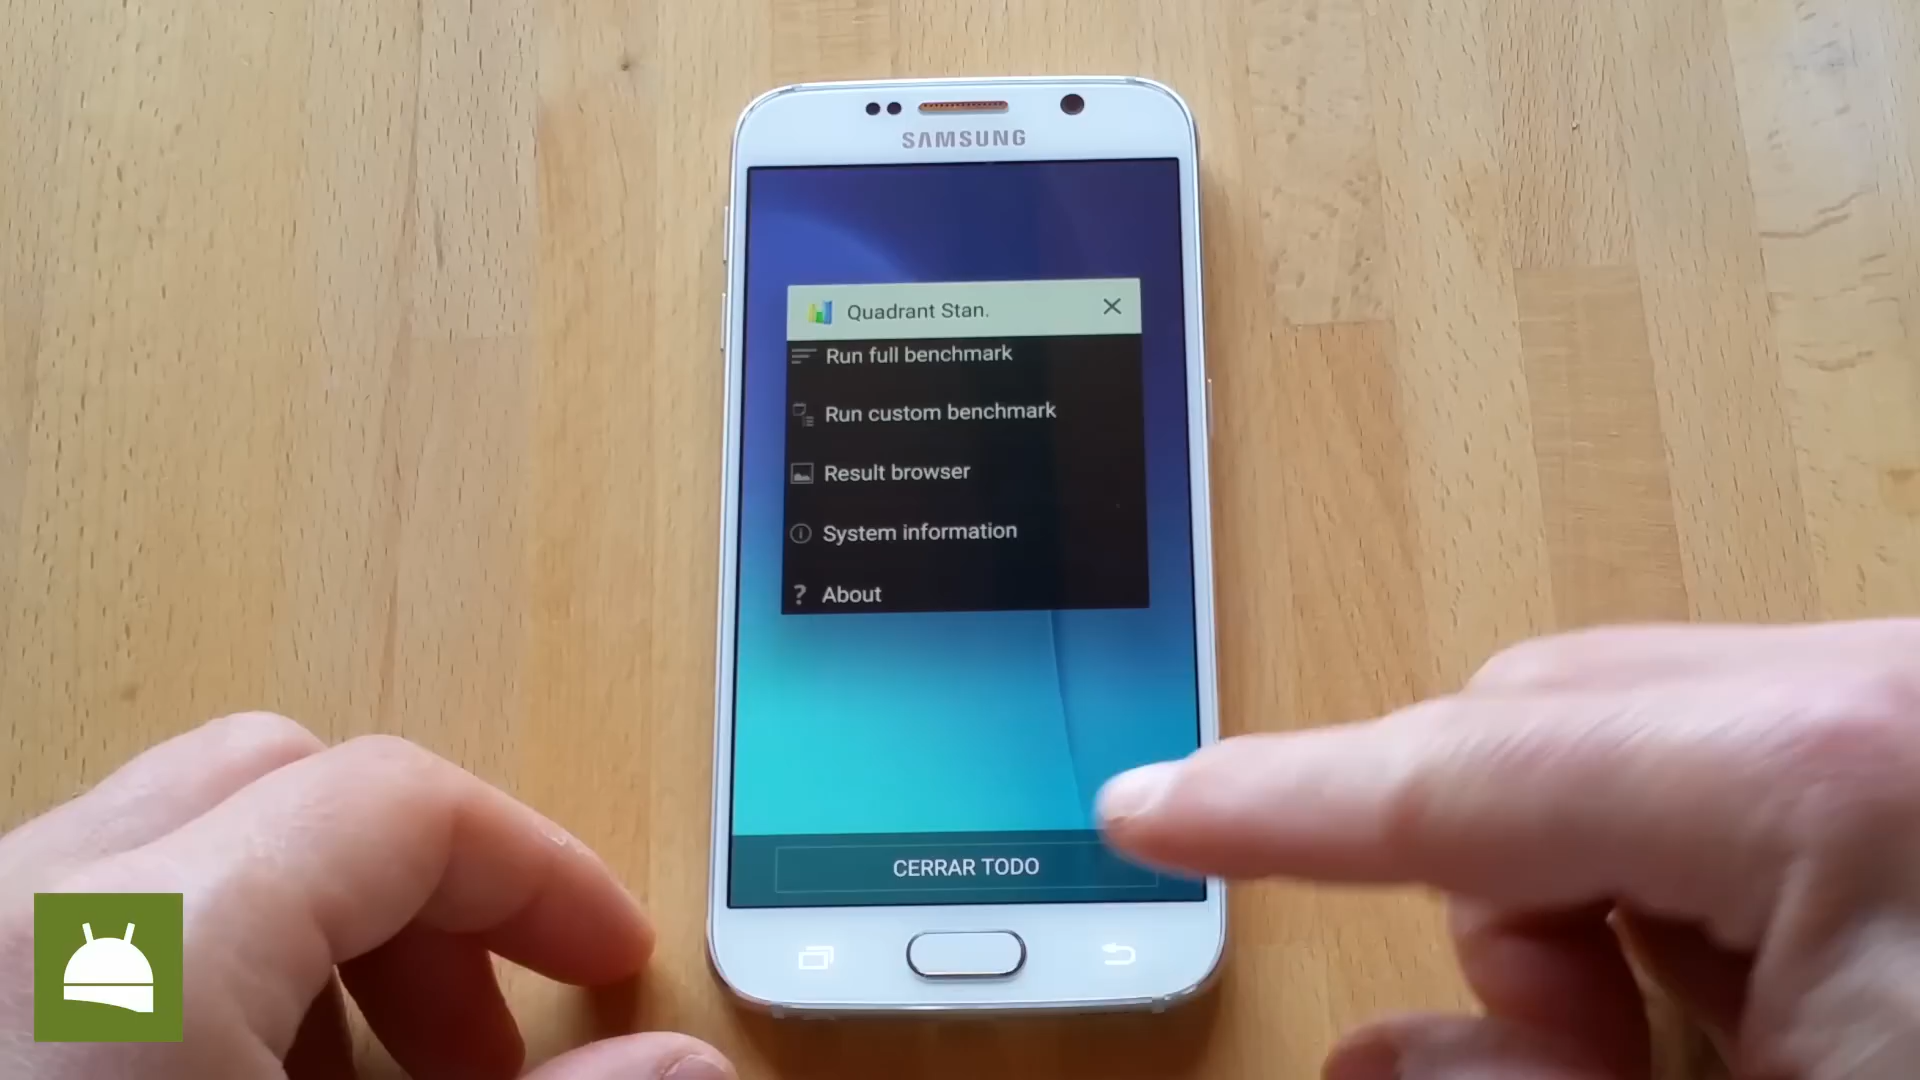 SAMSUNG
Quadrant Stan.
Run full benchmark
Run custom benchmark
Result browser
System information
? About
CERRAR TODO